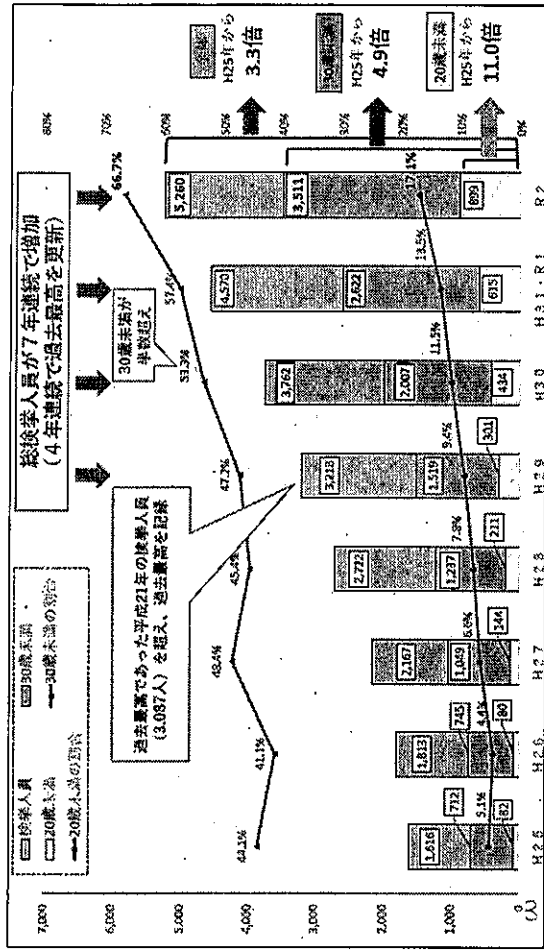 検挙人員
30歳未満
20歳未満
30歳未満の割合
20歳未満の割合
総検挙人員が7年連続で増加
(4年連続で過去最高を更新)
30歳未満が
半数超え
過去最高であった平成21年の検挙人員
(3,087人)を超え、過去最高を記録
7,000
6,000
5,000
4,000
3,000
2,000
1,000
0
(人)
80%
70%
60%
50%
40%
30%
20%
10%
0%
44.1%
41.1%
48.4%
45.4%
47.2%
53.3%
57.4%
66.7%
5.1%
4.4%
6.6%
7.8%
9.4%
11.5%
13.5%
17.1%
1,616
712
82
1,813
745
80
2,167
1,049
144
2,722
1,237
211
3,218
1,519
301
3,762
2,007
434
4,570
2,622
615
5,260
3,511
899
H25
H26
H27
H28
H29
H30
H31・R1
R2
H25年から
3.3倍
30歳未満
H25年から
4.9倍
20歳未満
H25年から
11.0倍